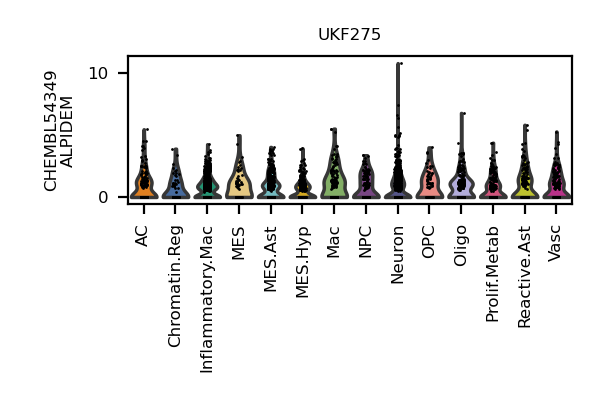 UKF275
CHEMBL54349
ALPIDEM
10
0
AC
Chromatin.Reg
Inflammatory.Mac
MES
MES.Ast
MES.Hyp
Mac
NPC
Neuron
OPC
Oligo
Prolif.Metab
Reactive.Ast
Vasc